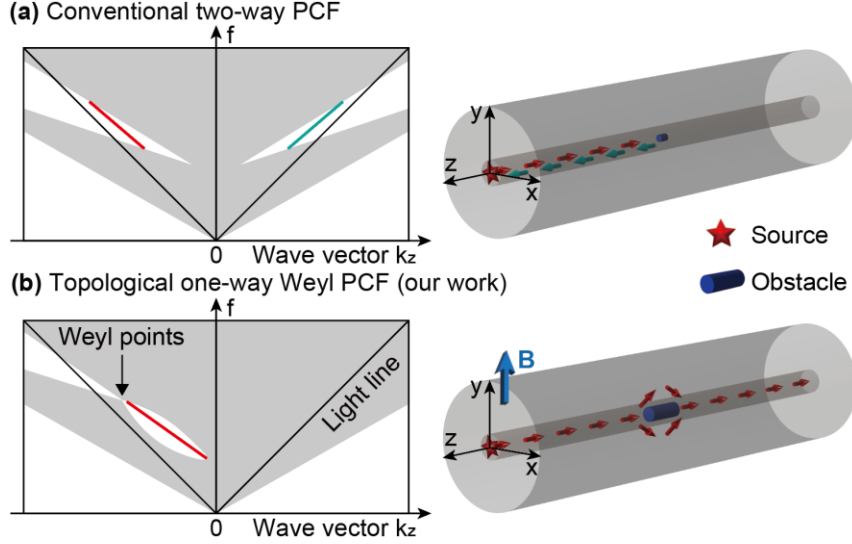 (a) Conventional two-way PCF
f
0
Wave vector kz
y
z
x
Source
Obstacle
(b) Topological one-way Weyl PCF (our work)
f
Weyl points
Light line
0
Wave vector kz
B
y
z
x